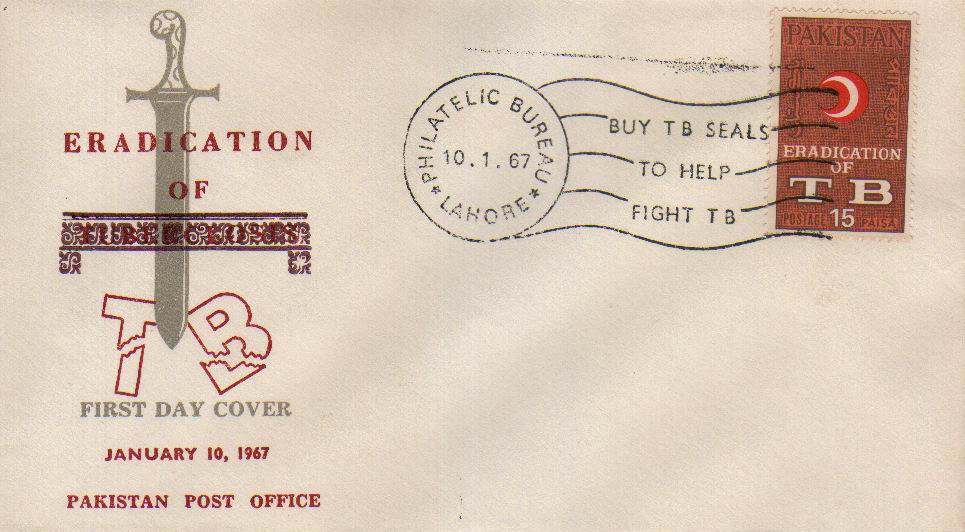 ERADICATION
OF
TB
FIRST DAY COVER
JANUARY 10, 1967
PAKISTAN POST OFFICE
PHILATELIC BUREAU
10.1.67
★ LAHORE ★
BUY TB SEALS
TO HELP
FIGHT TB
PAKISTAN
ERADICATION
OF
TB
POSTAGE 15 PAISA